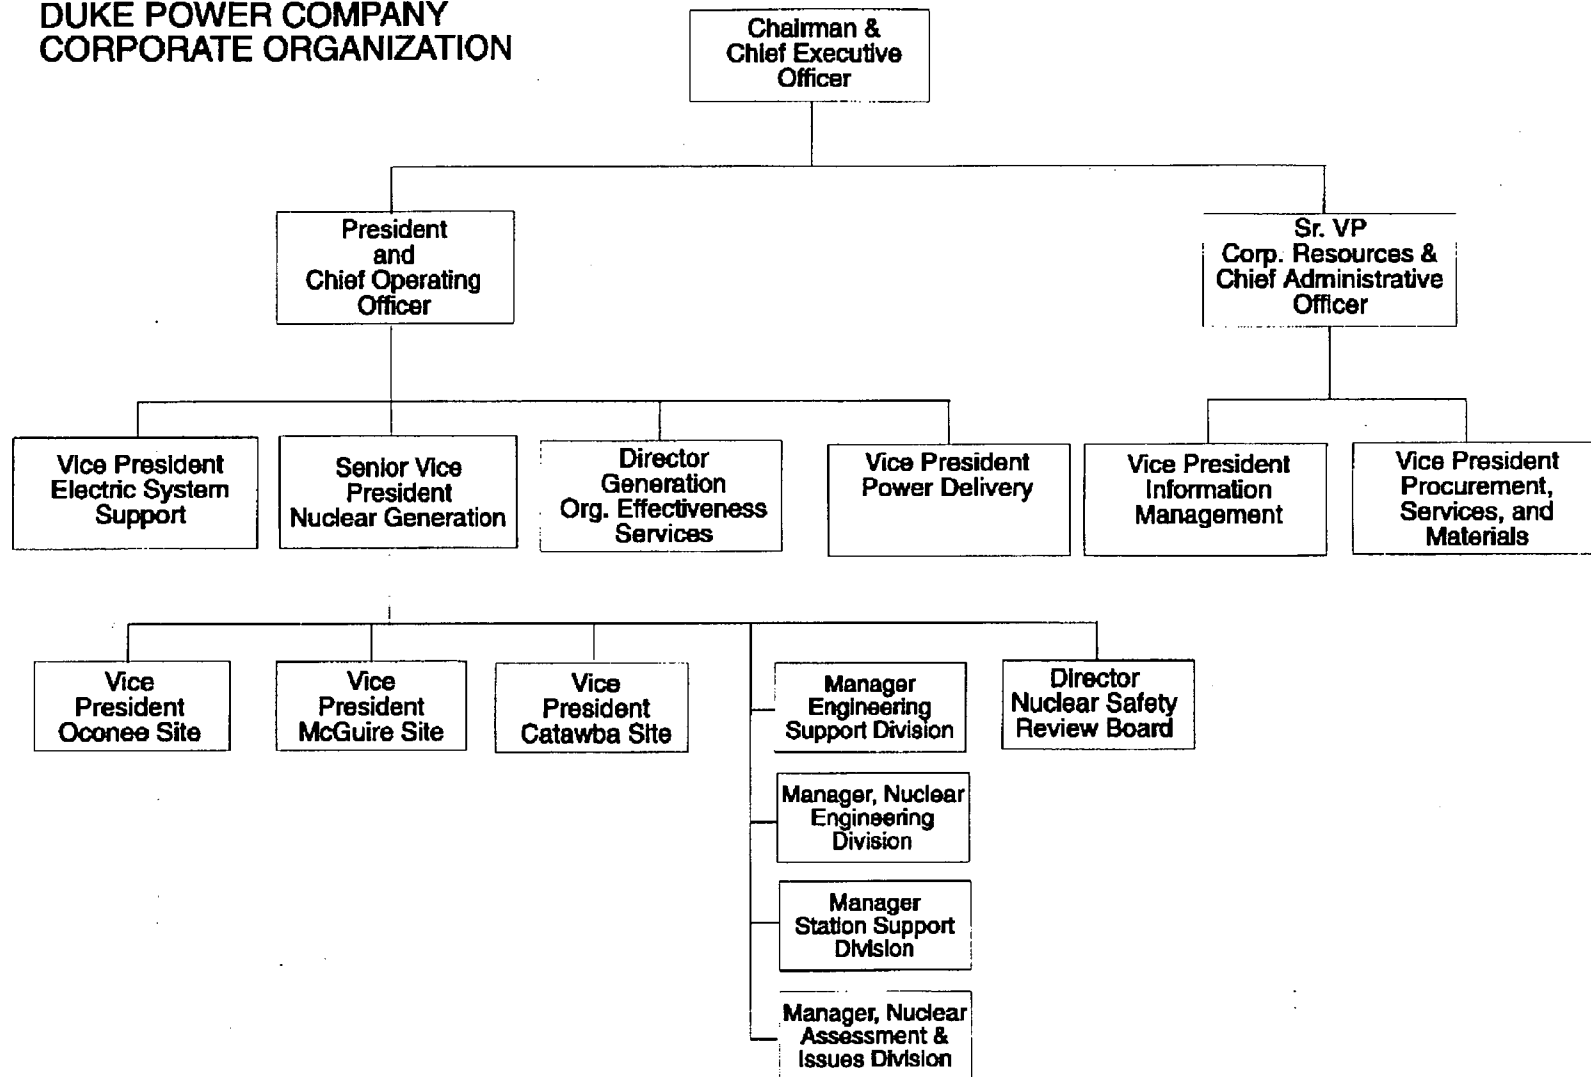 DUKE POWER COMPANY
CORPORATE ORGANIZATION
Chairman &
Chief Executive
Officer
President
and
Chief Operating
Officer
Sr. VP
Corp. Resources &
Chief Administrative
Officer
Vice President
Electric System
Support
Senior Vice
President
Nuclear Generation
Director
Generation
Org. Effectiveness
Services
Vice President
Power Delivery
Vice President
Information
Management
Vice President
Procurement,
Services, and
Materials
Vice
President
Oconee Site
Vice
President
McGuire Site
Vice
President
Catawba Site
Manager
Engineering
Support Division
Director
Nuclear Safety
Review Board
Manager, Nuclear
Engineering
Division
Manager
Station Support
Division
Manager, Nuclear
Assessment &
Issues Division